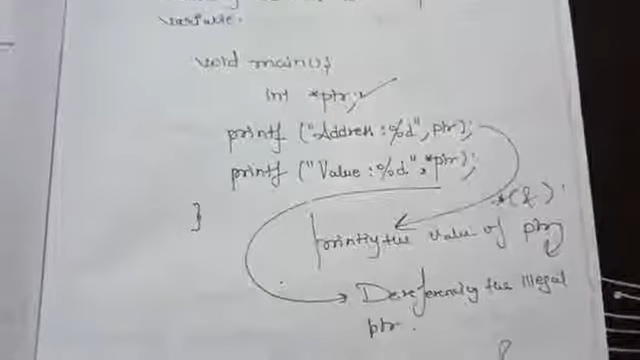 variable.
void main(){
int *ptr;
printf ("Address :%d", ptr);
printf ("Value :%d", *ptr);
*(& )
}
printing the value of ptr
Dereferencing the illegal
ptr.